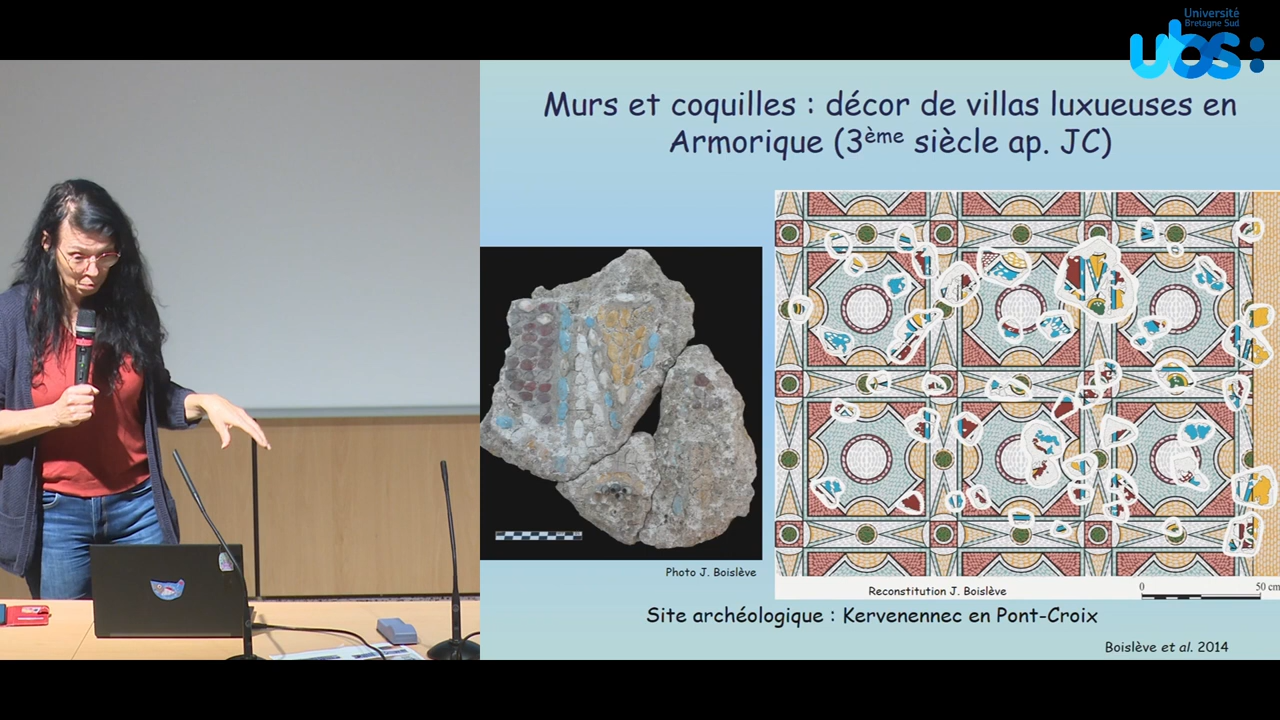 Université
Bretagne Sud
ubs:
Murs et coquilles : décor de villas luxueuses en
Armorique (3ème siècle ap. JC)
Photo J. Boislève
Reconstitution J. Boislève
0 50 cm
Site archéologique : Kervenennec en Pont-Croix
Boislève et al. 2014